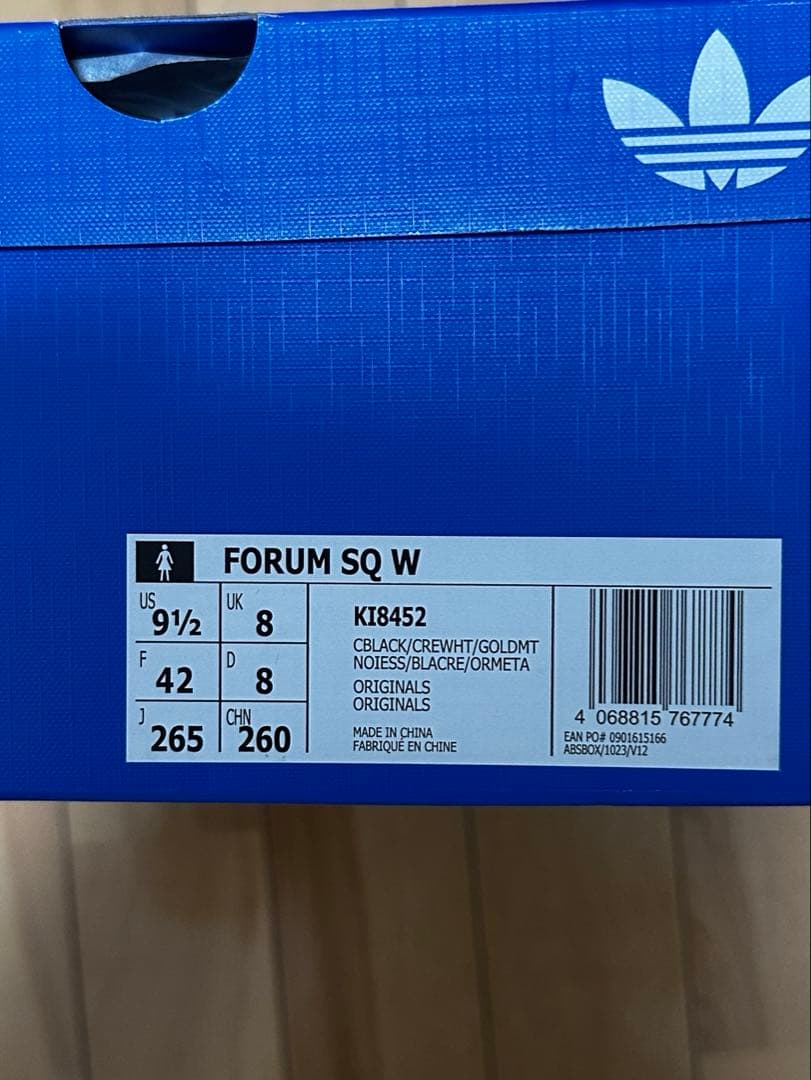 FORUM SQ W
US 9½ UK 8
F 42 D 8
J 265 CHN 260
KI8452
CBLACK/CREWHT/GOLDMT
NOIESS/BLACRE/ORMETA
ORIGINALS
ORIGINALS
MADE IN CHINA
FABRIQUÉ EN CHINE
4 068815 767774
EAN PO# 0901615166
ABSBOX/1023/V12